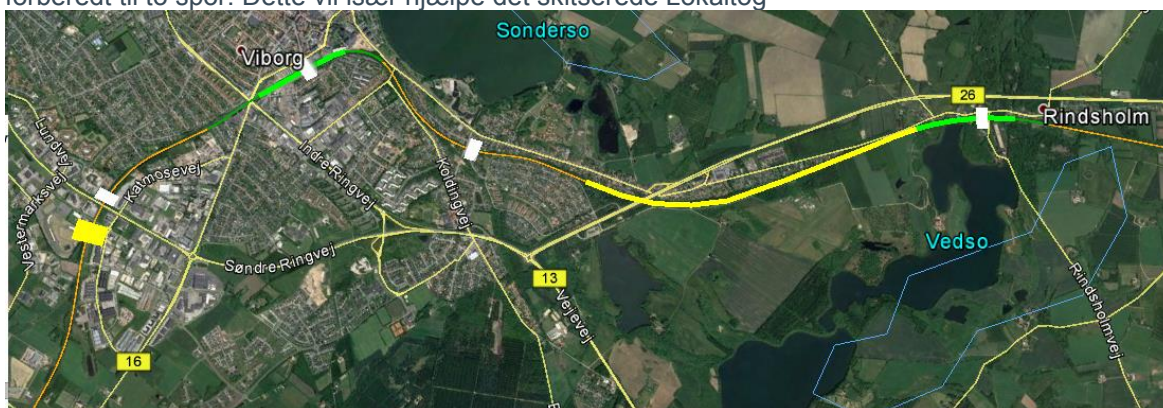 forberedt til to spor. Dette vil især hjælpe det skitserede Lokaltog
Sonderso
Viborg
26
Rindsholm
Lundvej
Kalmosevej
Indre Ringvej
Koldingvej
Vestermarksvej
Vedso
Søndre Ringvej
13
Vejlevej
Rindsholmvej
16